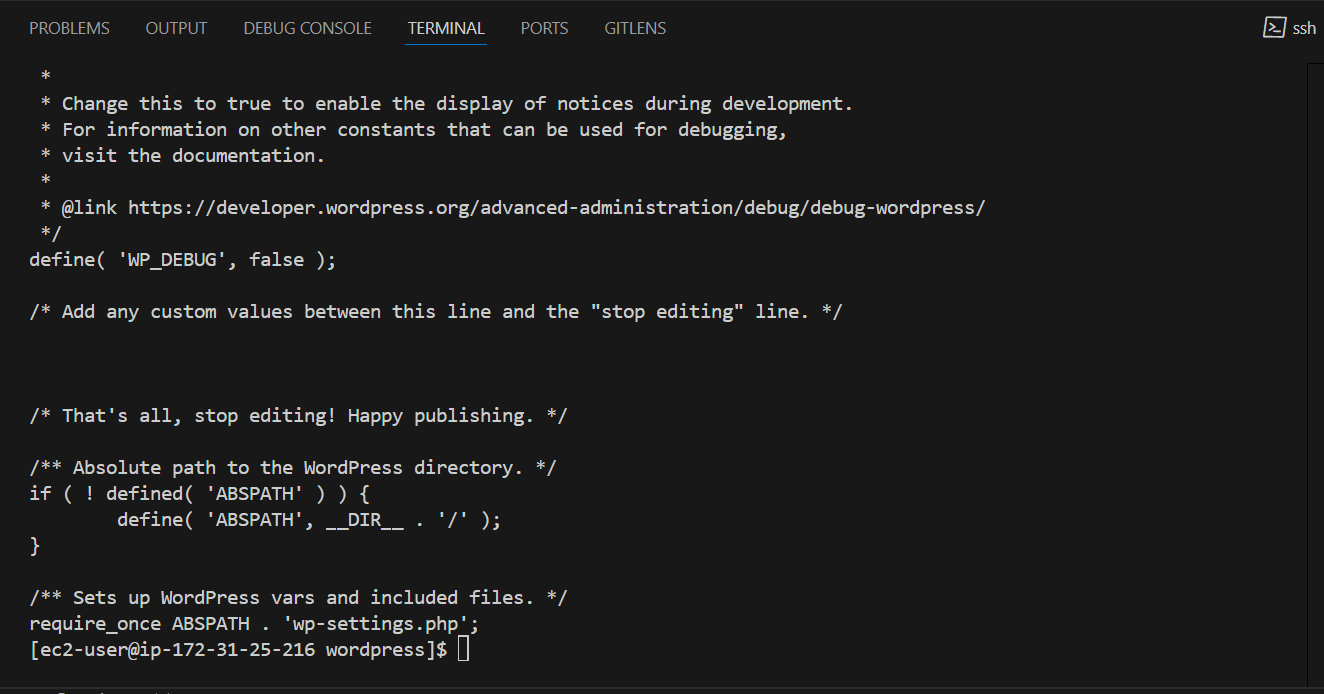 PROBLEMS OUTPUT DEBUG CONSOLE TERMINAL PORTS GITLENS ssh
 *
 * Change this to true to enable the display of notices during development.
 * For information on other constants that can be used for debugging,
 * visit the documentation.
 *
 * @link https://developer.wordpress.org/advanced-administration/debug/debug-wordpress/
 */
define( 'WP_DEBUG', false );
/* Add any custom values between this line and the "stop editing" line. */
/* That's all, stop editing! Happy publishing. */
/** Absolute path to the WordPress directory. */
if ( ! defined( 'ABSPATH' ) ) {
        define( 'ABSPATH', __DIR__ . '/' );
}
/** Sets up WordPress vars and included files. */
require_once ABSPATH . 'wp-settings.php';
[ec2-user@ip-172-31-25-216 wordpress]$